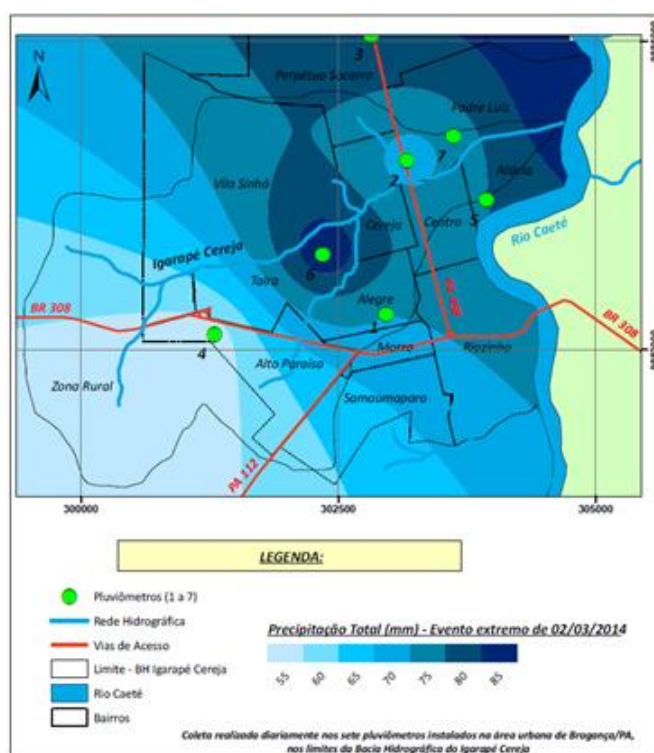 N
3
Perpétuo Socorro
Padre Luiz
7
2
Vila Sinhá
Aldeia
Cereja
Centro
5
Rio Caeté
Igarapé Cereja
6
Taíra
Alegre
1
BR 308
BR 308
4
Alto Paraíso
Morro
Riozinho
Zona Rural
Samaumapara
PA 112
300000
302500
305000
LEGENDA:
Pluviômetros (1 a 7)
Rede Hidrográfica
Vias de Acesso
Limite - BH Igarapé Cereja
Rio Caeté
Bairros
Precipitação Total (mm) - Evento extremo de 02/03/2014
55
60
65
70
75
80
85
Coleta realizada diariamente nos sete pluviômetros instalados na área urbana de Bragança/PA,
nos limites da Bacia Hidrográfica do Igarapé Cereja